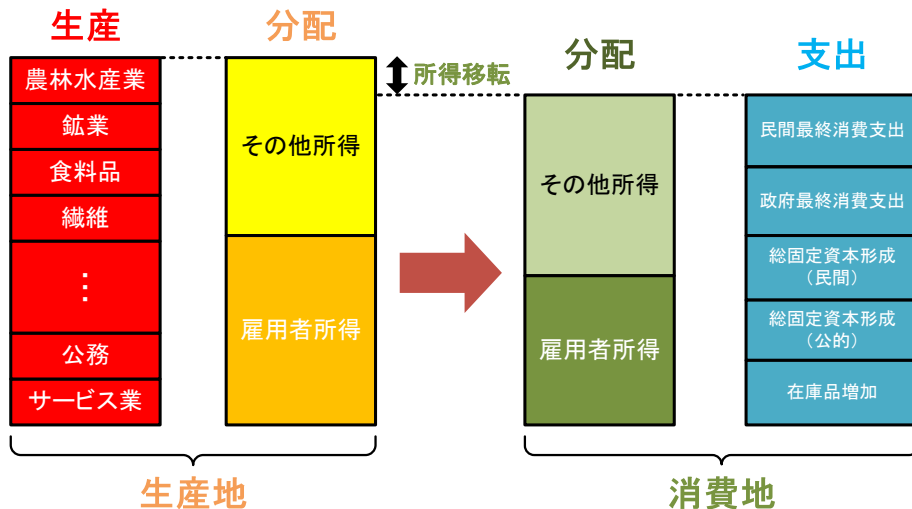 生産
農林水産業
鉱業
食料品
繊維
⋮
公務
サービス業
分配
その他所得
雇用者所得
生産地
所得移転
分配
その他所得
雇用者所得
支出
民間最終消費支出
政府最終消費支出
総固定資本形成
（民間）
総固定資本形成
（公的）
在庫品増加
消費地